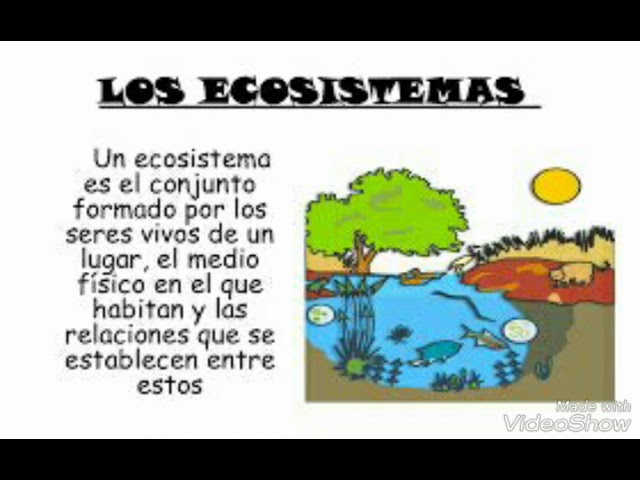 LOS ECOSISTEMAS
Un ecosistema
es el conjunto
formado por los
seres vivos de un
lugar, el medio
físico en el que
habitan y las
relaciones que se
establecen entre
estos
Made with
VideoShow